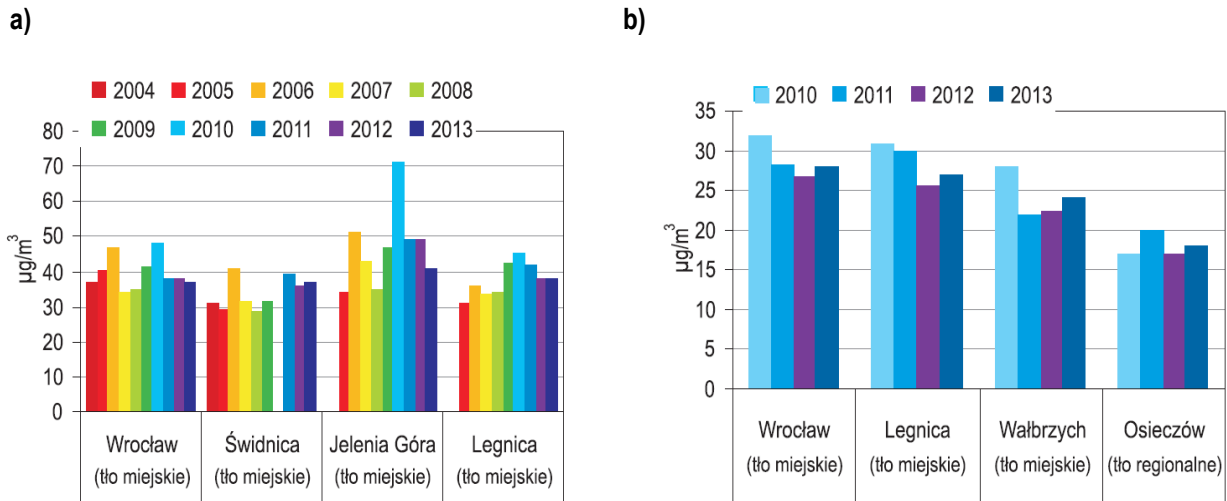 a)
2004 2005 2006 2007 2008
2009 2010 2011 2012 2013
80
70
60
50
40
30
20
10
0
µg/m³
Wrocław Świdnica Jelenia Góra Legnica
(tło miejskie) (tło miejskie) (tło miejskie) (tło miejskie)
b)
2010 2011 2012 2013
35
30
25
20
15
10
5
0
µg/m³
Wrocław Legnica Wałbrzych Osieczów
(tło miejskie) (tło miejskie) (tło miejskie) (tło regionalne)